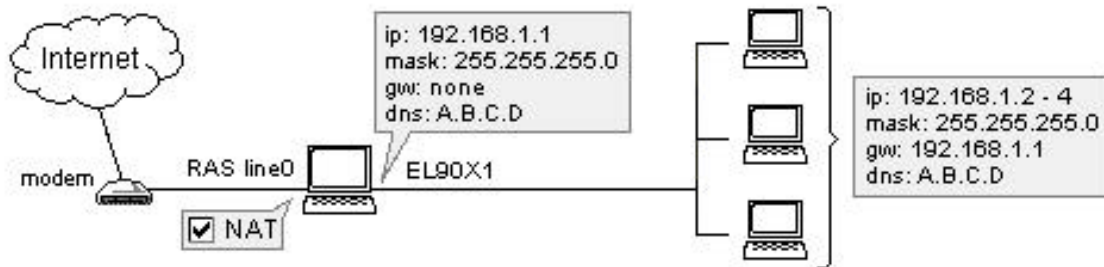 Internet
modem
RAS line0
NAT
ip: 192.168.1.1
mask: 255.255.255.0
gw: none
dns: A.B.C.D
EL90X1
ip: 192.168.1.2 - 4
mask: 255.255.255.0
gw: 192.168.1.1
dns: A.B.C.D